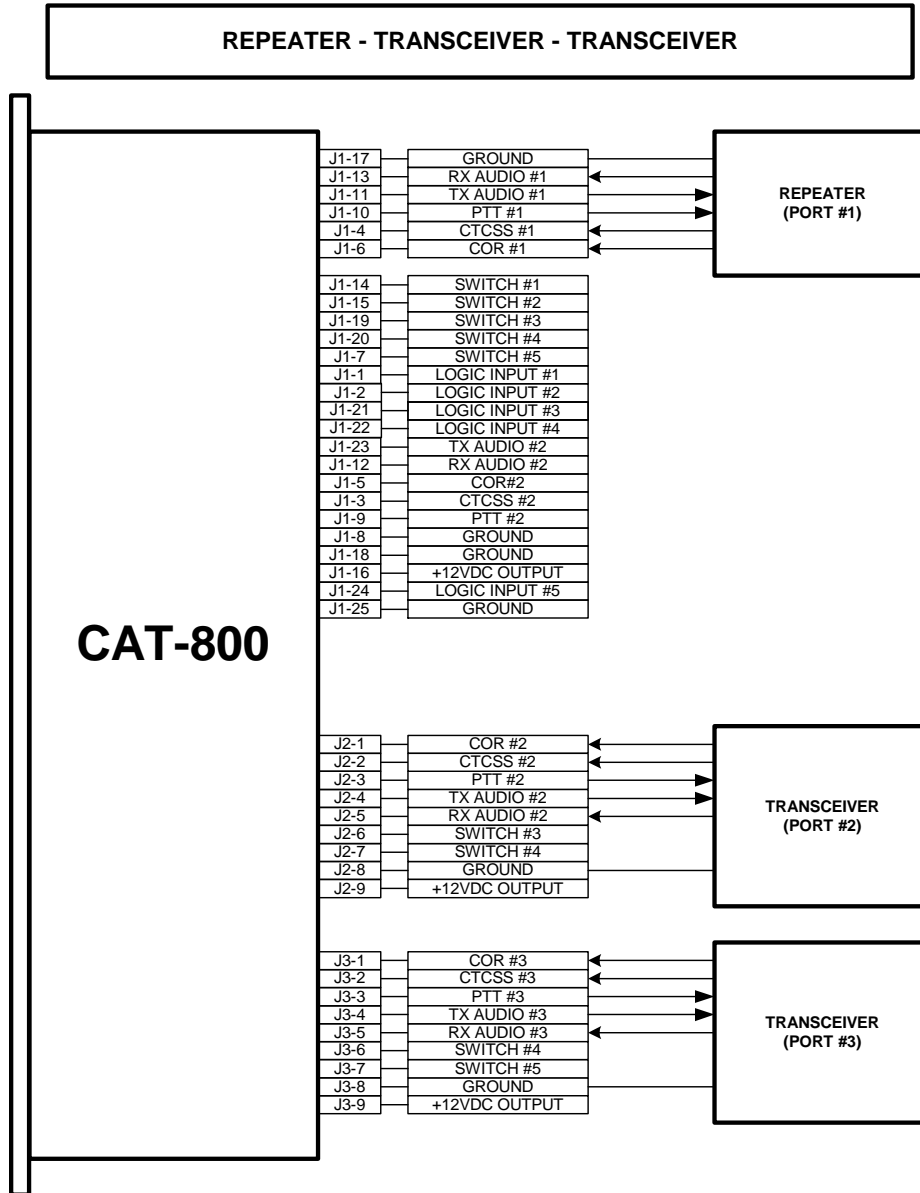 REPEATER - TRANSCEIVER - TRANSCEIVER
J1-17 GROUND
J1-13 RX AUDIO #1
J1-11 TX AUDIO #1
J1-10 PTT #1
J1-4 CTCSS #1
J1-6 COR #1
REPEATER
(PORT #1)
J1-14 SWITCH #1
J1-15 SWITCH #2
J1-19 SWITCH #3
J1-20 SWITCH #4
J1-7 SWITCH #5
J1-1 LOGIC INPUT #1
J1-2 LOGIC INPUT #2
J1-21 LOGIC INPUT #3
J1-22 LOGIC INPUT #4
J1-23 TX AUDIO #2
J1-12 RX AUDIO #2
J1-5 COR#2
J1-3 CTCSS #2
J1-9 PTT #2
J1-8 GROUND
J1-18 GROUND
J1-16 +12VDC OUTPUT
J1-24 LOGIC INPUT #5
J1-25 GROUND
CAT-800
J2-1 COR #2
J2-2 CTCSS #2
J2-3 PTT #2
J2-4 TX AUDIO #2
J2-5 RX AUDIO #2
J2-6 SWITCH #3
J2-7 SWITCH #4
J2-8 GROUND
J2-9 +12VDC OUTPUT
TRANSCEIVER
(PORT #2)
J3-1 COR #3
J3-2 CTCSS #3
J3-3 PTT #3
J3-4 TX AUDIO #3
J3-5 RX AUDIO #3
J3-6 SWITCH #4
J3-7 SWITCH #5
J3-8 GROUND
J3-9 +12VDC OUTPUT
TRANSCEIVER
(PORT #3)